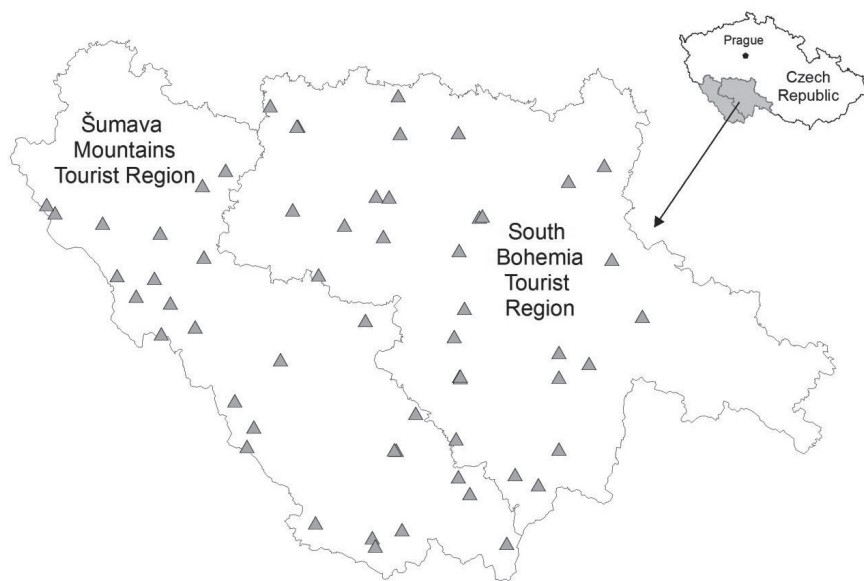 Prague
Czech
Republic
Šumava
Mountains
Tourist Region
South
Bohemia
Tourist
Region